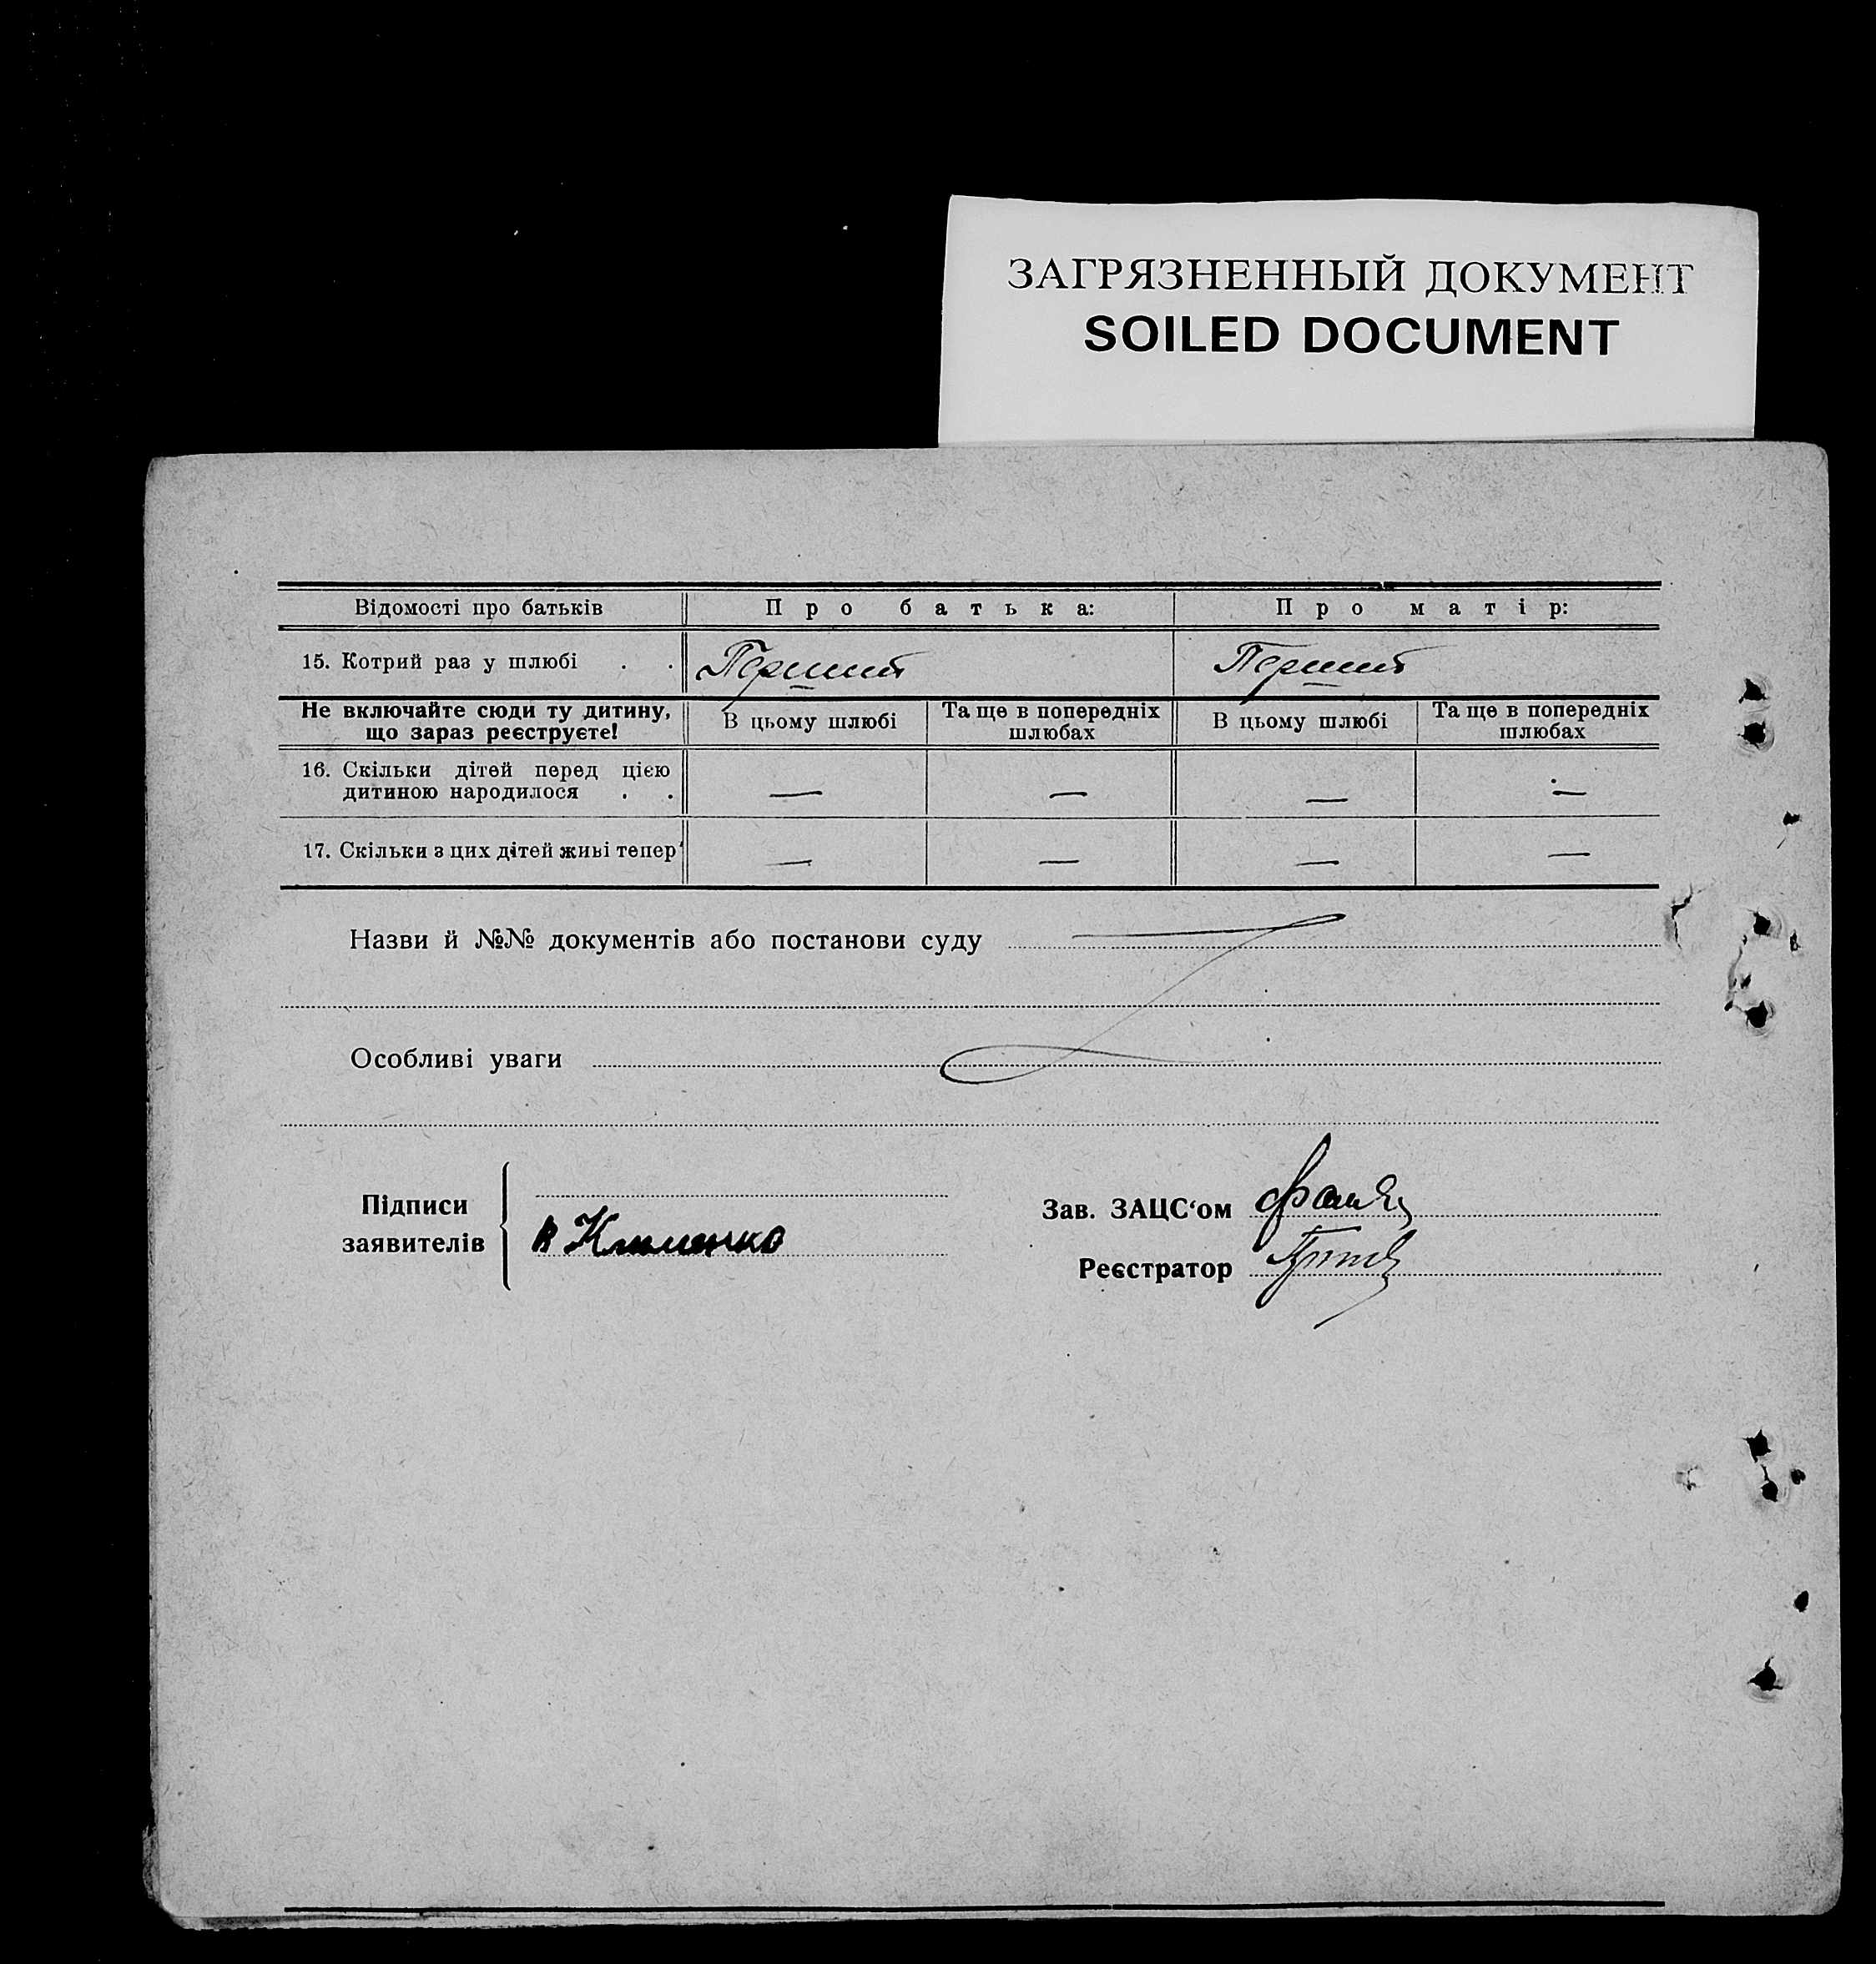 ЗАГРЯЗНЕННЫЙ ДОКУМЕНТ
SOILED DOCUMENT
Відомості про батьків Про батька: Про матір:
15. Котрий раз у шлюбі . . Перший Перший
Не включайте сюди ту дитину, що зараз реєструєте! В цьому шлюбі Та ще в попередніх шлюбах В цьому шлюбі Та ще в попередніх шлюбах
16. Скільки дітей перед цією
дитиною народилося . . — — — —
17. Скільки з цих дітей живі тепер — — — —
Назви й №№ документів або постанови суду
Особливі уваги
Підписи
заявителів
В Клименко
Зав. ЗАЦС‘ом
Реєстратор